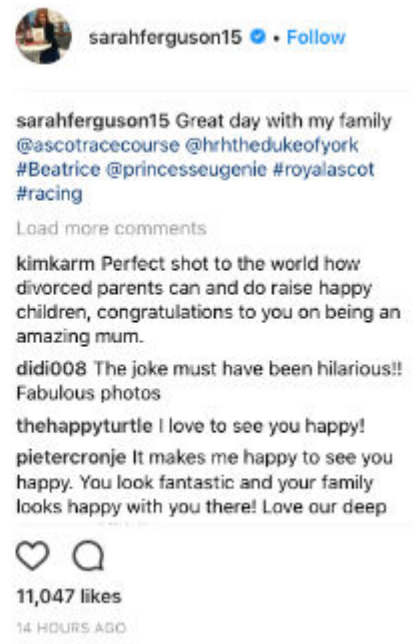 sarahferguson15 • Follow
sarahferguson15 Great day with my family
@ascotracecourse @hrhthedukeofyork
#Beatrice @princesseugenie #royalascot
#racing
Load more comments
kimkarm Perfect shot to the world how
divorced parents can and do raise happy
children, congratulations to you on being an
amazing mum.
didi008 The joke must have been hilarious!!
Fabulous photos
thehappyturtle I love to see you happy!
pietercronje It makes me happy to see you
happy. You look fantastic and your family
looks happy with you there! Love our deep
11,047 likes
14 HOURS AGO